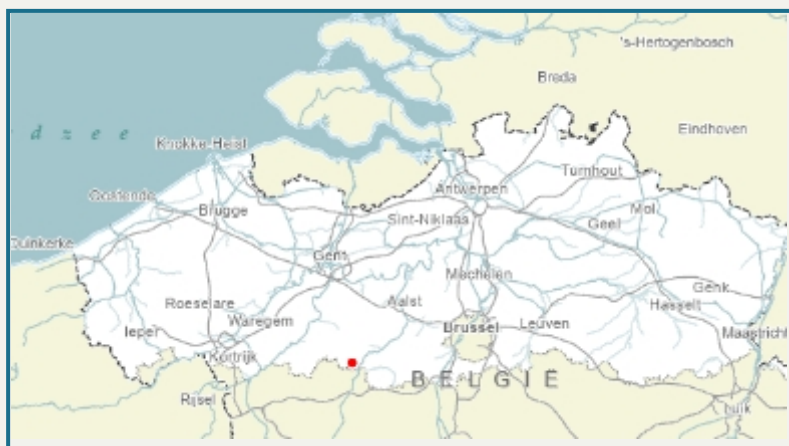 's-Hertogenbosch
Breda
Eindhoven
d z e e
Knokke-Heist
Turnhout
Antwerpen
Oostende
Brugge
Sint-Niklaas
Mol
Geel
Duinkerke
Gent
Mechelen
Genk
Roeselare
Aalst
Hasselt
Waregem
Brussel
Leuven
Ieper
Maastricht
Kortrijk
BELGIË
Rijsel
Luik